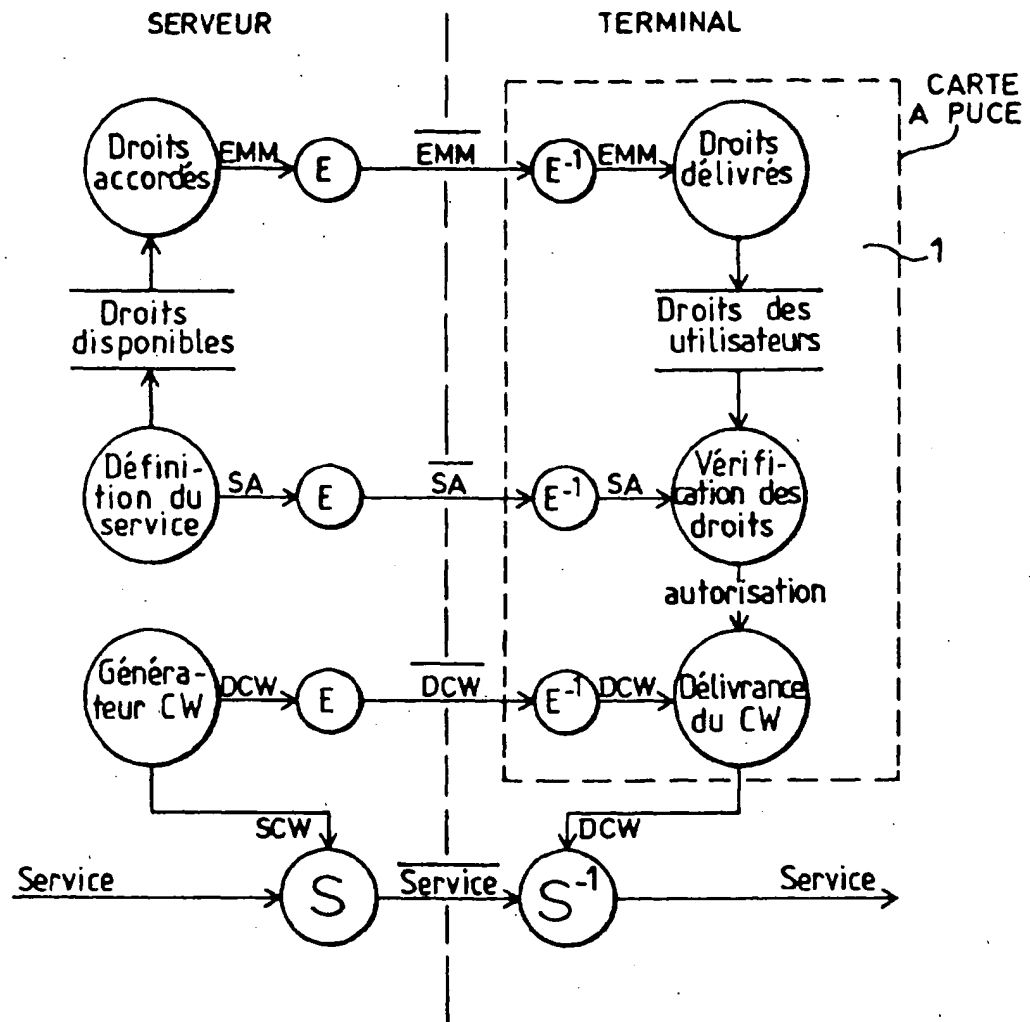 SERVEUR
TERMINAL
CARTE
A PUCE
Droits
accordés
EMM
E
EMM
E-1
EMM
Droits
délivrés
1
Droits
disponibles
Droits des
utilisateurs
Défini-
tion du
service
SA
E
SA
E-1
SA
Vérifi-
cation des
droits
autorisation
Généra-
teur CW
DCW
E
DCW
E-1
DCW
Délivrance
du CW
SCW
DCW
Service
S
Service
S-1
Service